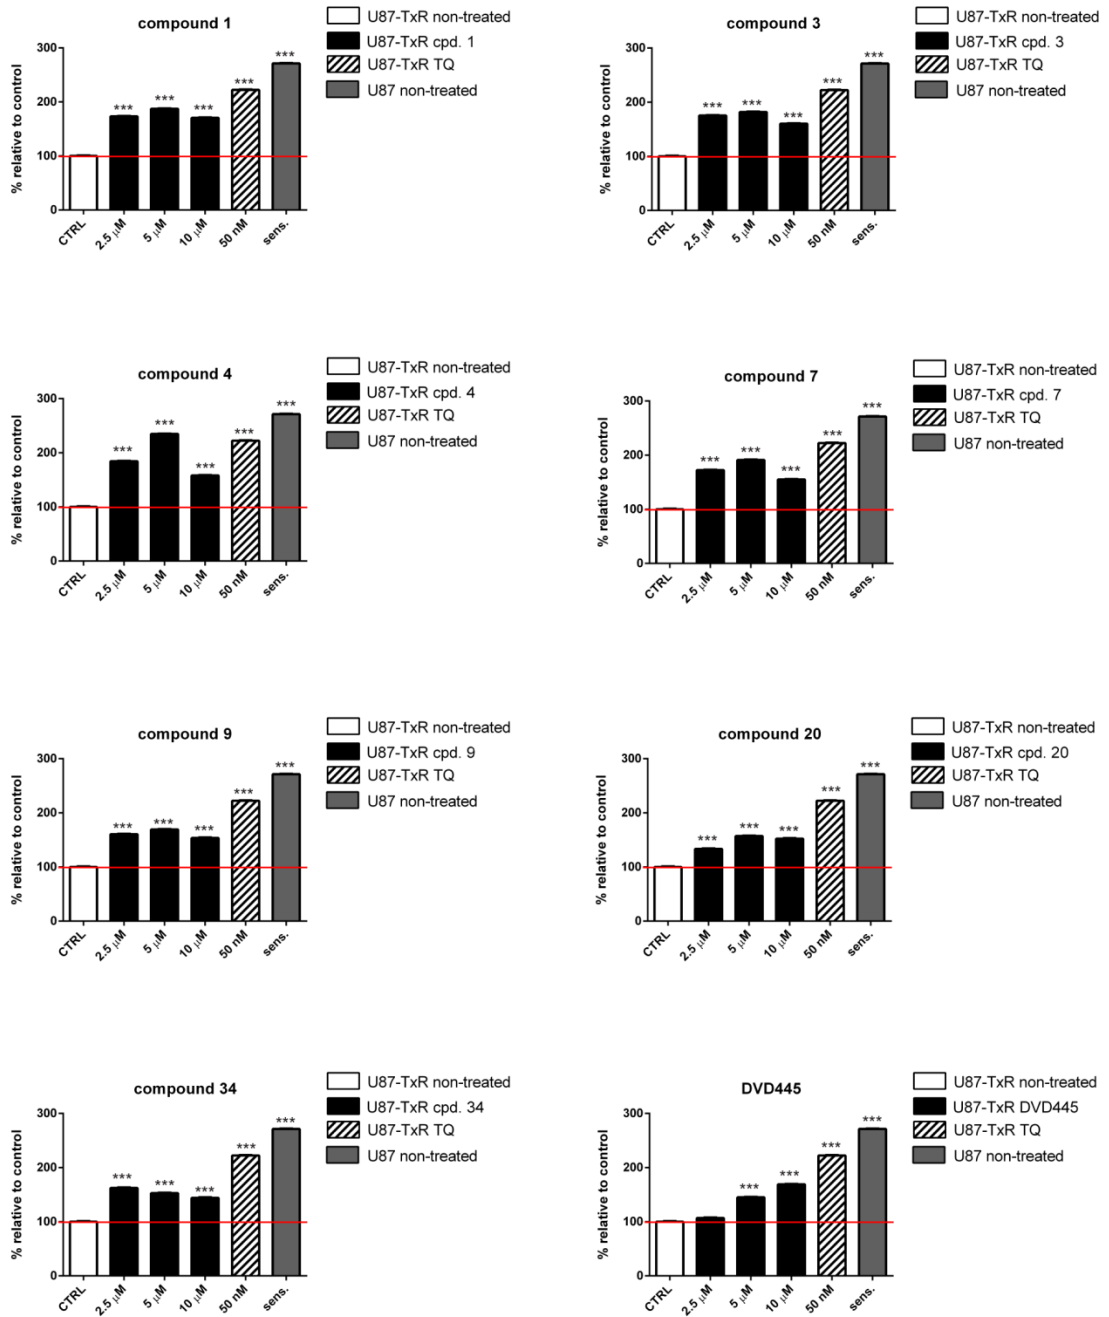 compound 1
U87-TxR non-treated
U87-TxR cpd. 1
U87-TxR TQ
U87 non-treated
% relative to control
300
200
100
0
***
***
***
***
***
CTRL
2.5 μM
5 μM
10 μM
50 nM
sens.
compound 3
U87-TxR non-treated
U87-TxR cpd. 3
U87-TxR TQ
U87 non-treated
% relative to control
300
200
100
0
***
***
***
***
***
CTRL
2.5 μM
5 μM
10 μM
50 nM
sens.
compound 4
U87-TxR non-treated
U87-TxR cpd. 4
U87-TxR TQ
U87 non-treated
% relative to control
300
200
100
0
***
***
***
***
***
CTRL
2.5 μM
5 μM
10 μM
50 nM
sens.
compound 7
U87-TxR non-treated
U87-TxR cpd. 7
U87-TxR TQ
U87 non-treated
% relative to control
300
200
100
0
***
***
***
***
***
CTRL
2.5 μM
5 μM
10 μM
50 nM
sens.
compound 9
U87-TxR non-treated
U87-TxR cpd. 9
U87-TxR TQ
U87 non-treated
% relative to control
300
200
100
0
***
***
***
***
***
CTRL
2.5 μM
5 μM
10 μM
50 nM
sens.
compound 20
U87-TxR non-treated
U87-TxR cpd. 20
U87-TxR TQ
U87 non-treated
% relative to control
300
200
100
0
***
***
***
***
***
CTRL
2.5 μM
5 μM
10 μM
50 nM
sens.
compound 34
U87-TxR non-treated
U87-TxR cpd. 34
U87-TxR TQ
U87 non-treated
% relative to control
300
200
100
0
***
***
***
***
***
CTRL
2.5 μM
5 μM
10 μM
50 nM
sens.
DVD445
U87-TxR non-treated
U87-TxR DVD445
U87-TxR TQ
U87 non-treated
% relative to control
300
200
100
0
***
***
***
***
CTRL
2.5 μM
5 μM
10 μM
50 nM
sens.